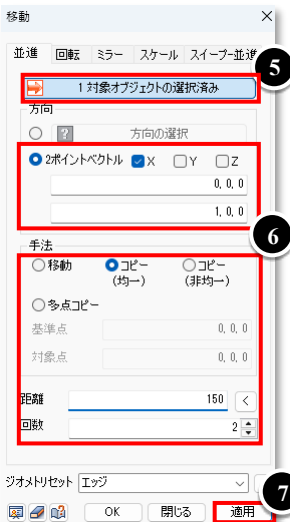 移動
並進 回転 ミラー スケール スイープ-並進
5
1 対象オブジェクトの選択済み
方向
? 方向の選択
2ポイントベクトル X Y Z
0, 0, 0
1, 0, 0
6
手法
移動 コピー(均一) コピー(非均一)
多点コピー
基準点 0, 0, 0
対象点 0, 0, 0
距離 150 <
回数 2
ジオメトリセット エッジ
7
OK 閉じる 適用